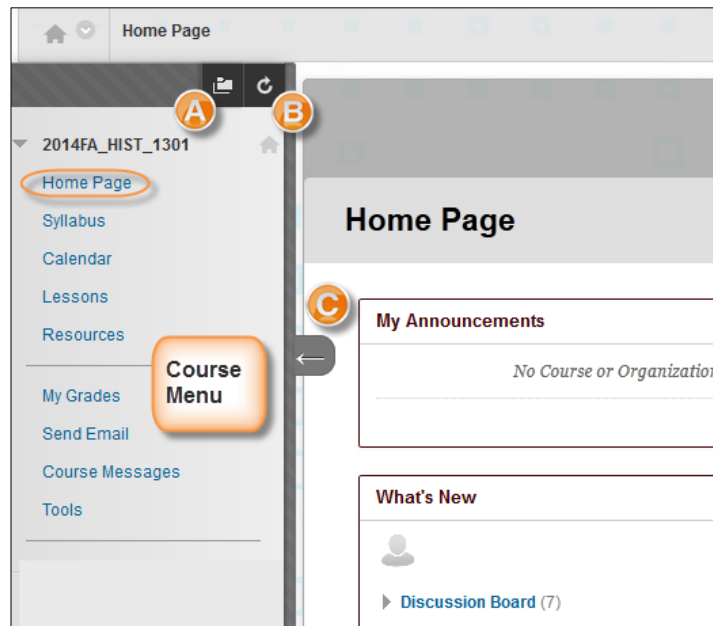 Home Page
A
B
2014FA_HIST_1301
Home Page
Syllabus
Calendar
Lessons
Resources
Course
Menu
My Grades
Send Email
Course Messages
Tools
Home Page
C
My Announcements
No Course or Organization
What's New
Discussion Board (7)